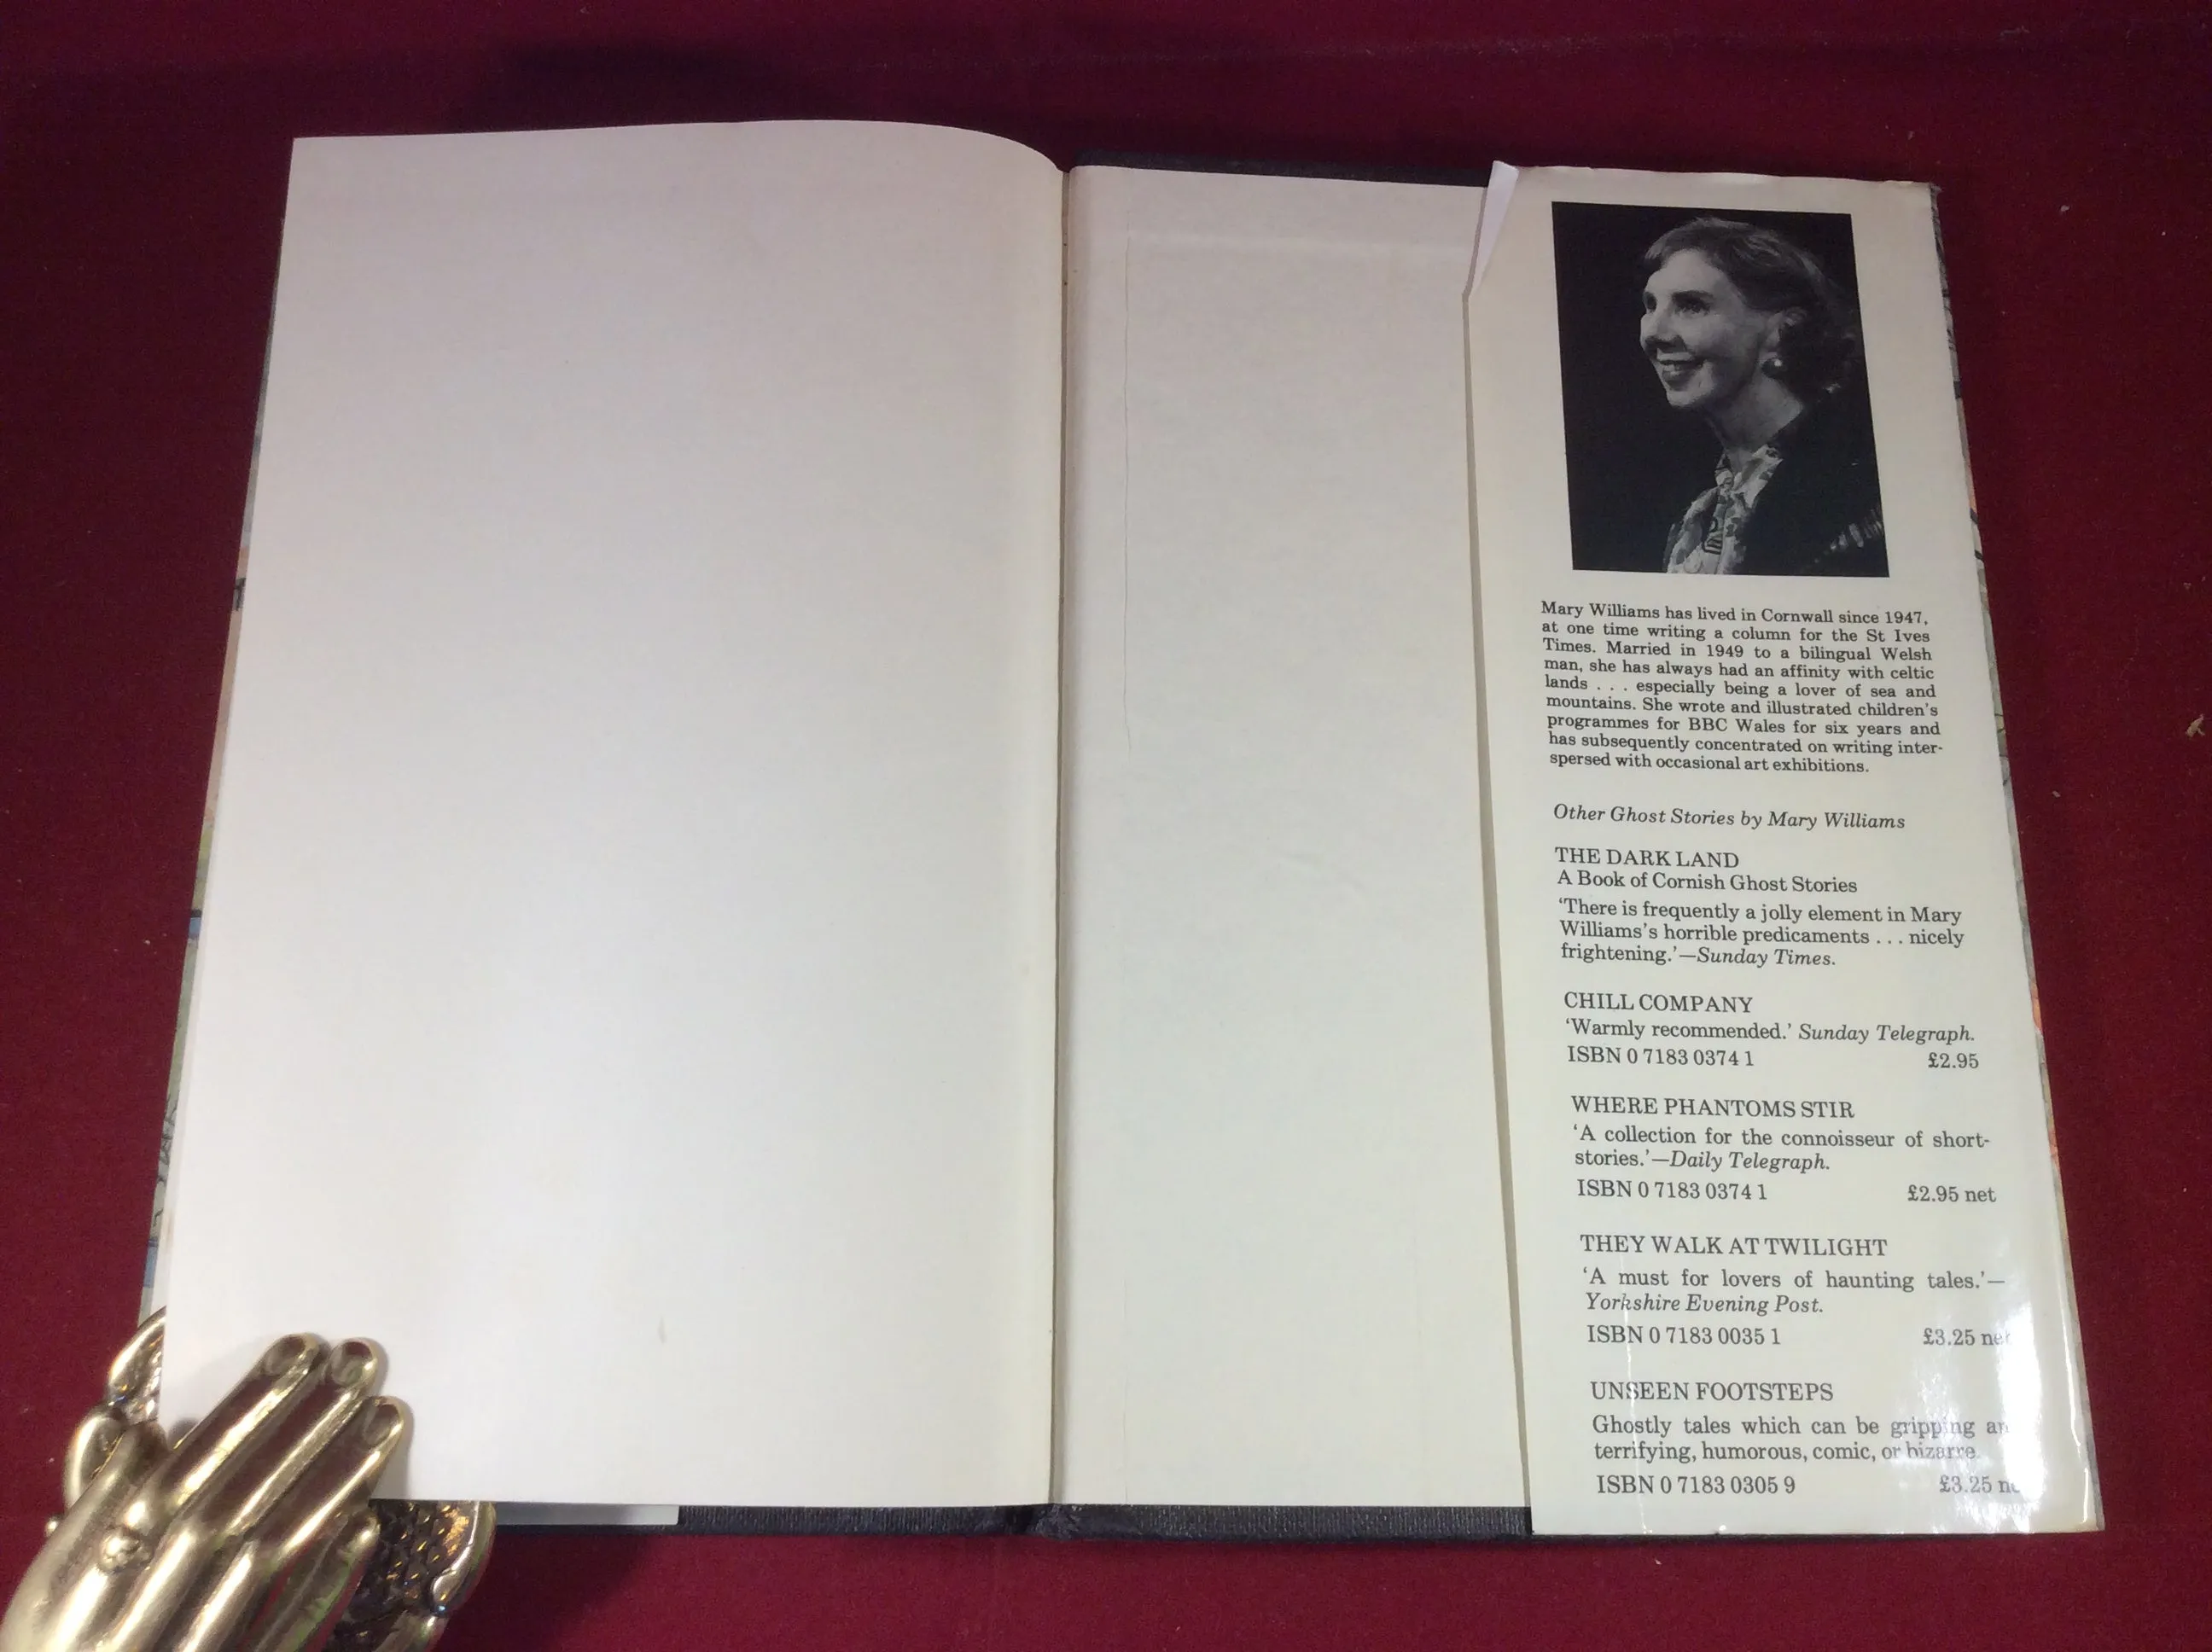 Mary Williams has lived in Cornwall since 1947,
at one time writing a column for the St Ives
Times. Married in 1949 to a bilingual Welsh
man, she has always had an affinity with celtic
lands . . . especially being a lover of sea and
mountains. She wrote and illustrated children's
programmes for BBC Wales for six years and
has subsequently concentrated on writing inter-
spersed with occasional art exhibitions.
Other Ghost Stories by Mary Williams
THE DARK LAND
A Book of Cornish Ghost Stories
‘There is frequently a jolly element in Mary
Williams's horrible predicaments . . . nicely
frightening.’—Sunday Times.
CHILL COMPANY
‘Warmly recommended.’ Sunday Telegraph.
ISBN 0 7183 0374 1 £2.95
WHERE PHANTOMS STIR
‘A collection for the connoisseur of short-
stories.’—Daily Telegraph.
ISBN 0 7183 0374 1 £2.95 net
THEY WALK AT TWILIGHT
‘A must for lovers of haunting tales.’—
Yorkshire Evening Post.
ISBN 0 7183 0035 1 £3.25 net
UNSEEN FOOTSTEPS
Ghostly tales which can be gripping
terrifying, humorous, comic, or bizarre.
ISBN 0 7183 0305 9 £3.25